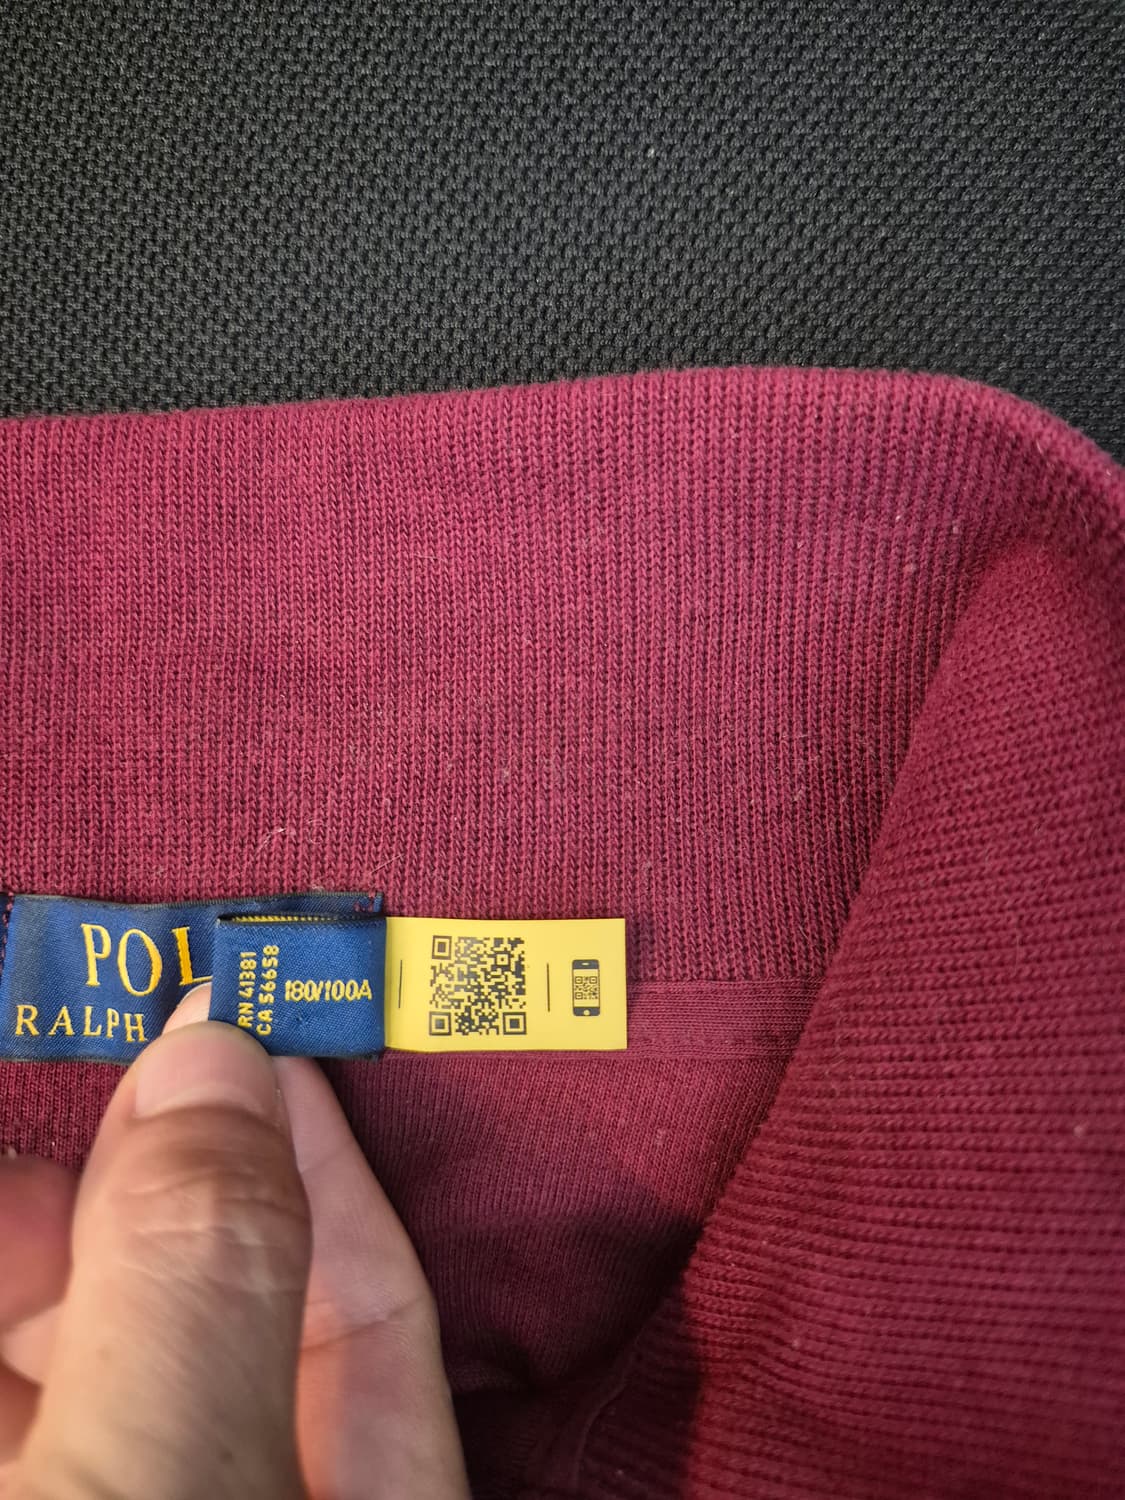 POL
RALPH
RN 41381
CA 56658
180/100A